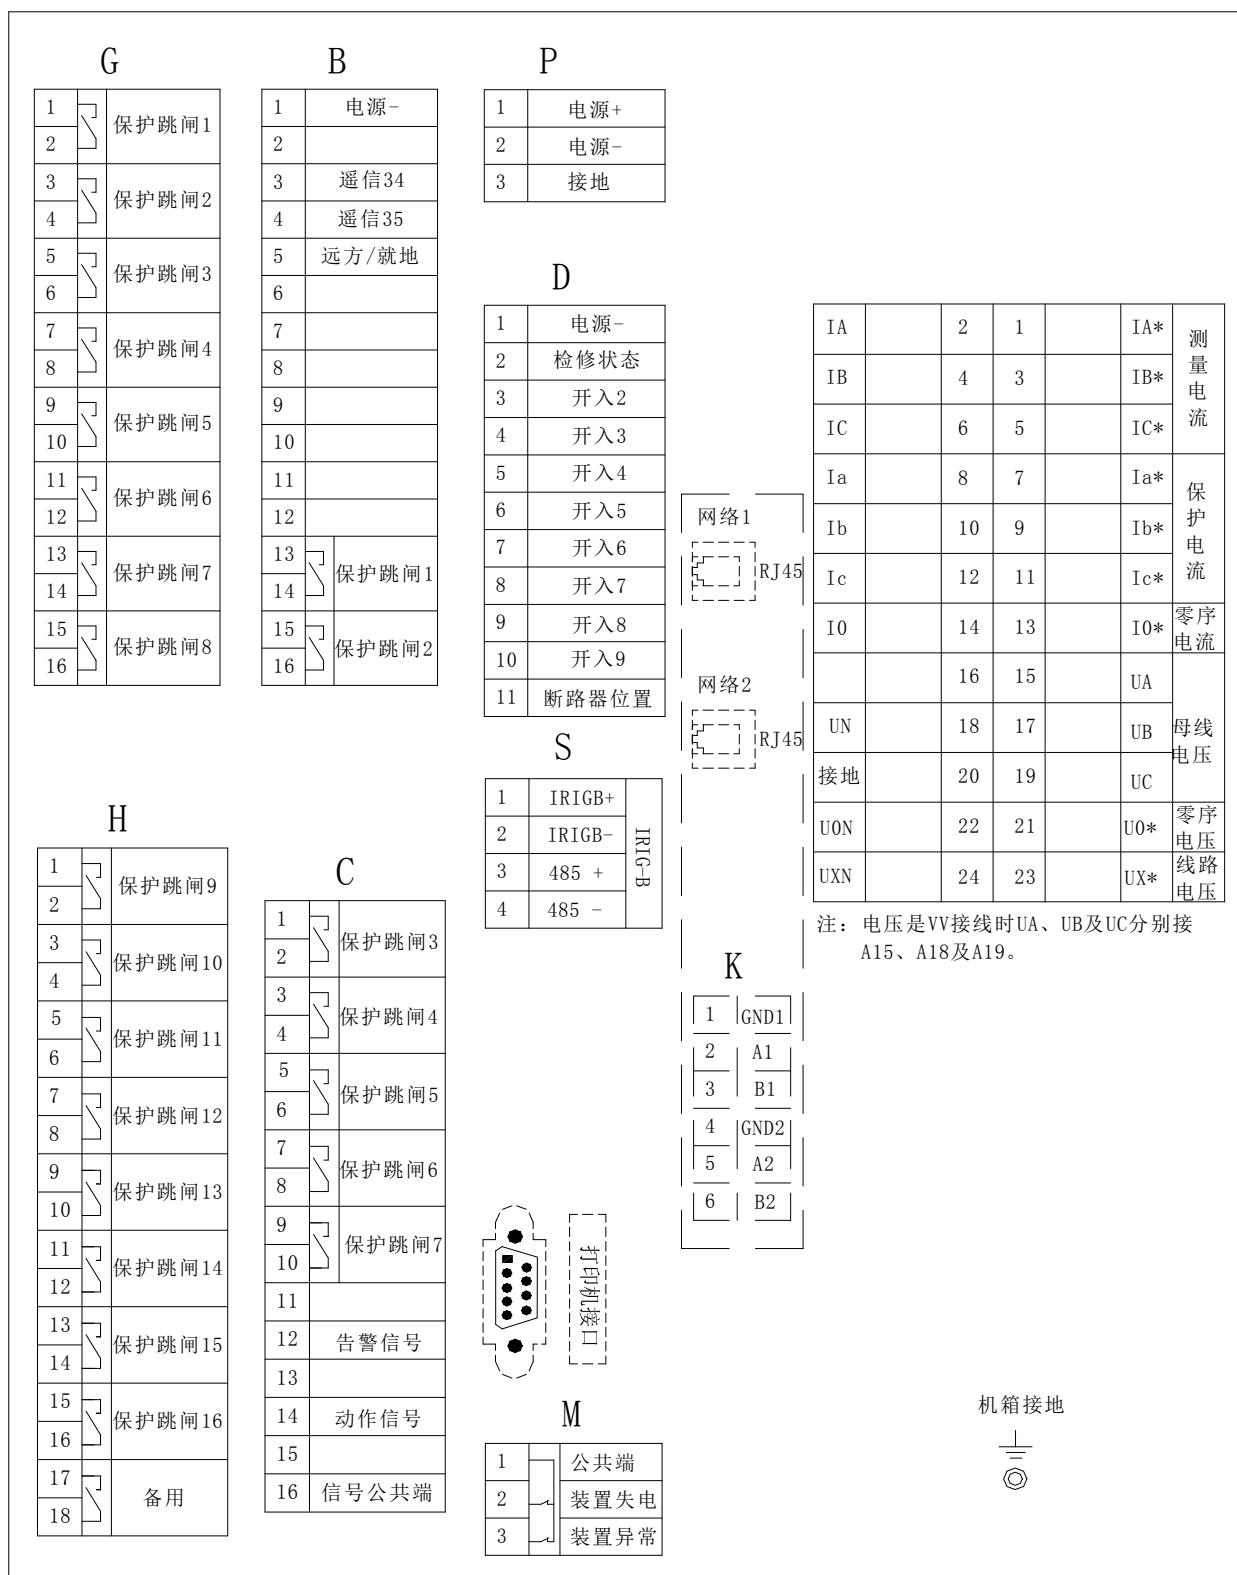 G
1
保护跳闸1
2
3
保护跳闸2
4
5
保护跳闸3
6
7
保护跳闸4
8
9
保护跳闸5
10
11
保护跳闸6
12
13
保护跳闸7
14
15
保护跳闸8
16
B
1 电源-
2
3 遥信34
4 遥信35
5 远方/就地
6
7
8
9
10
11
12
13
保护跳闸1
14
15
保护跳闸2
16
P
1 电源+
2 电源-
3 接地
D
1 电源-
2 检修状态
3 开入2
4 开入3
5 开入4
6 开入5
7 开入6
8 开入7
9 开入8
10 开入9
11 断路器位置
S
1 IRIGB+
2 IRIGB-
3 485 +
4 485 -
IRIG-B
网络1
RJ45
网络2
RJ45
K
1 GND1
2 A1
3 B1
4 GND2
5 A2
6 B2
IA 2 1 IA*
IB 4 3 IB*
IC 6 5 IC*
测量电流
Ia 8 7 Ia*
Ib 10 9 Ib*
Ic 12 11 Ic*
保护电流
I0 14 13 I0*
零序
电流
16 15 UA
UN 18 17 UB
接地 20 19 UC
母线
电压
U0N 22 21 U0*
零序
电压
UXN 24 23 UX*
线路
电压
注：电压是VV接线时UA、UB及UC分别接
A15、A18及A19。
H
1
保护跳闸9
2
3
保护跳闸10
4
5
保护跳闸11
6
7
保护跳闸12
8
9
保护跳闸13
10
11
保护跳闸14
12
13
保护跳闸15
14
15
保护跳闸16
16
17
备用
18
C
1
保护跳闸3
2
3
保护跳闸4
4
5
保护跳闸5
6
7
保护跳闸6
8
9
保护跳闸7
10
11
12 告警信号
13
14 动作信号
15
16 信号公共端
打印机接口
M
1 公共端
2 装置失电
3 装置异常
机箱接地